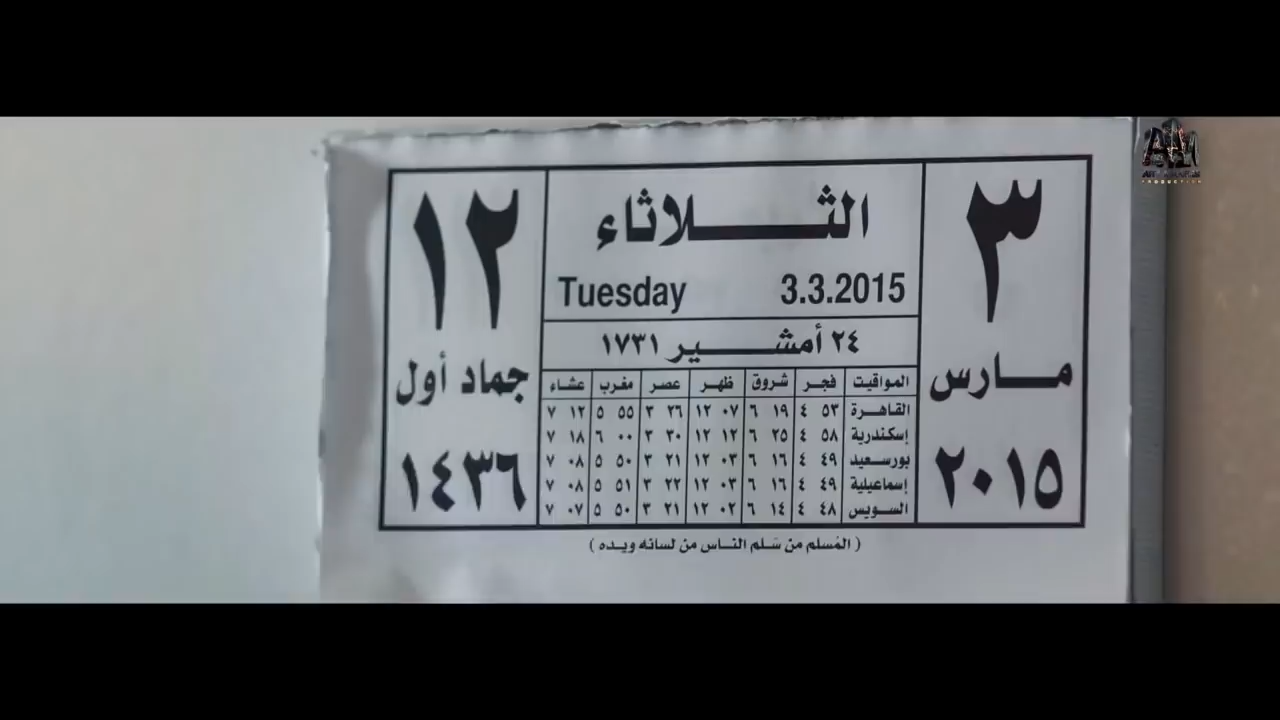 ٣
مارس
٢٠١٥
الثلاثاء
Tuesday 3.3.2015
٢٤ أمشير ١٧٣١
المواقيت فجر شروق ظهر عصر مغرب عشاء
القاهرة ٤ ٥٣ ٦ ١٩ ١٢ ٠٧ ٣ ٢٦ ٥ ٥٥ ٧ ١٢
إسكندرية ٤ ٥٨ ٦ ٢٥ ١٢ ١٢ ٣ ٣٠ ٦ ٠٠ ٧ ١٨
بورسعيد ٤ ٤٩ ٦ ١٦ ١٢ ٠٣ ٣ ٢١ ٥ ٥٠ ٧ ٠٨
إسماعيلية ٤ ٤٩ ٦ ١٦ ١٢ ٠٣ ٣ ٢٢ ٥ ٥١ ٧ ٠٨
السويس ٤ ٤٨ ٦ ١٤ ١٢ ٠٢ ٣ ٢١ ٥ ٥٠ ٧ ٠٧
١٢
جماد أول
١٤٣٦
( المُسلم من سَلم الناس من لسانه ويده )
PRODUCTION